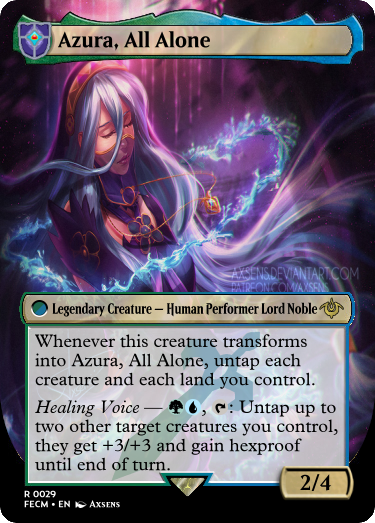 Azura, All Alone
AXSENS.DEVIANTART.COM
PATREON.COM/AXSENS
Legendary Creature — Human Performer Lord Noble
Whenever this creature transforms
into Azura, All Alone, untap each
creature and each land you control.
Healing Voice — , : Untap up to
two other target creatures you control,
they get +3/+3 and gain hexproof
until end of turn.
2/4
R 0029
FECM • EN Axsens